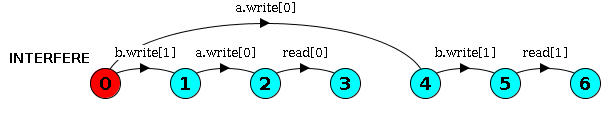 a.write[0]
INTERFERE b.write[1] a.write[0] read[0] b.write[1] read[1]
0 1 2 3 4 5 6